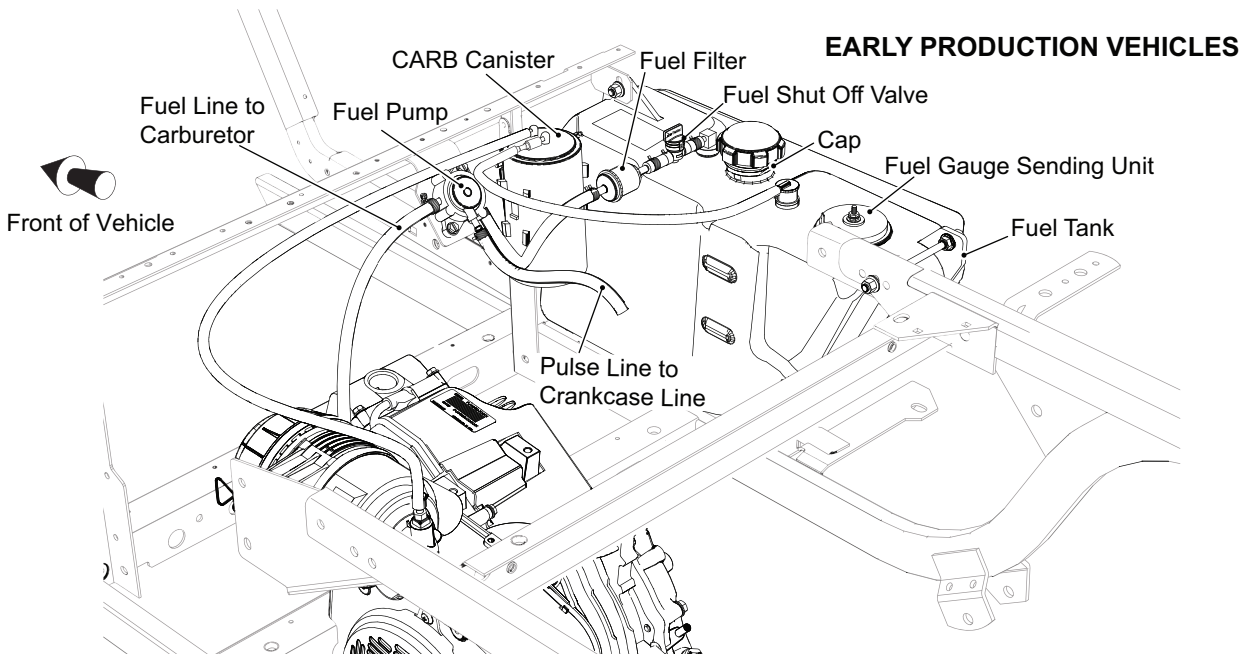 EARLY PRODUCTION VEHICLES
CARB Canister
Fuel Filter
Fuel Line to
Carburetor
Fuel Pump
Fuel Shut Off Valve
Cap
Fuel Gauge Sending Unit
Front of Vehicle
Fuel Tank
Pulse Line to
Crankcase Line